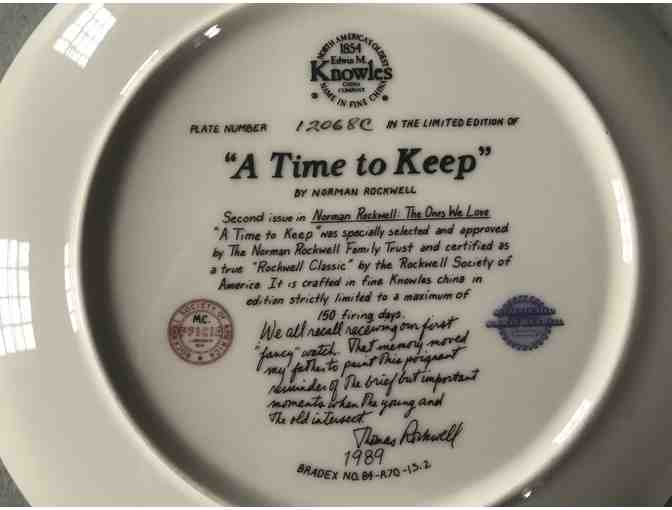 NORTH AMERICA'S OLDEST
1854
Edwin M.
Knowles
CHINA
COMPANY
NAME IN FINE CHINA
PLATE NUMBER 12068C IN THE LIMITED EDITION OF
"A Time to Keep"
BY NORMAN ROCKWELL
Second issue in Norman Rockwell: The Ones We Love
"A Time to Keep" was specially selected and approved
by The Norman Rockwell Family Trust and certified as
a true "Rockwell Classic" by the Rockwell Society of
America. It is crafted in fine Knowles china in
edition strictly limited to a maximum of
150 firing days.
ROCKWELL SOCIETY OF AMERICA
M.C.
We all recall receiving our first
"fancy" watch. That memory moved
my father to paint this poignant
reminder of the brief but important
moments when the young and
the old intersect.
Thomas Rockwell
1989
BRADEX NO. 84-R70-15.2